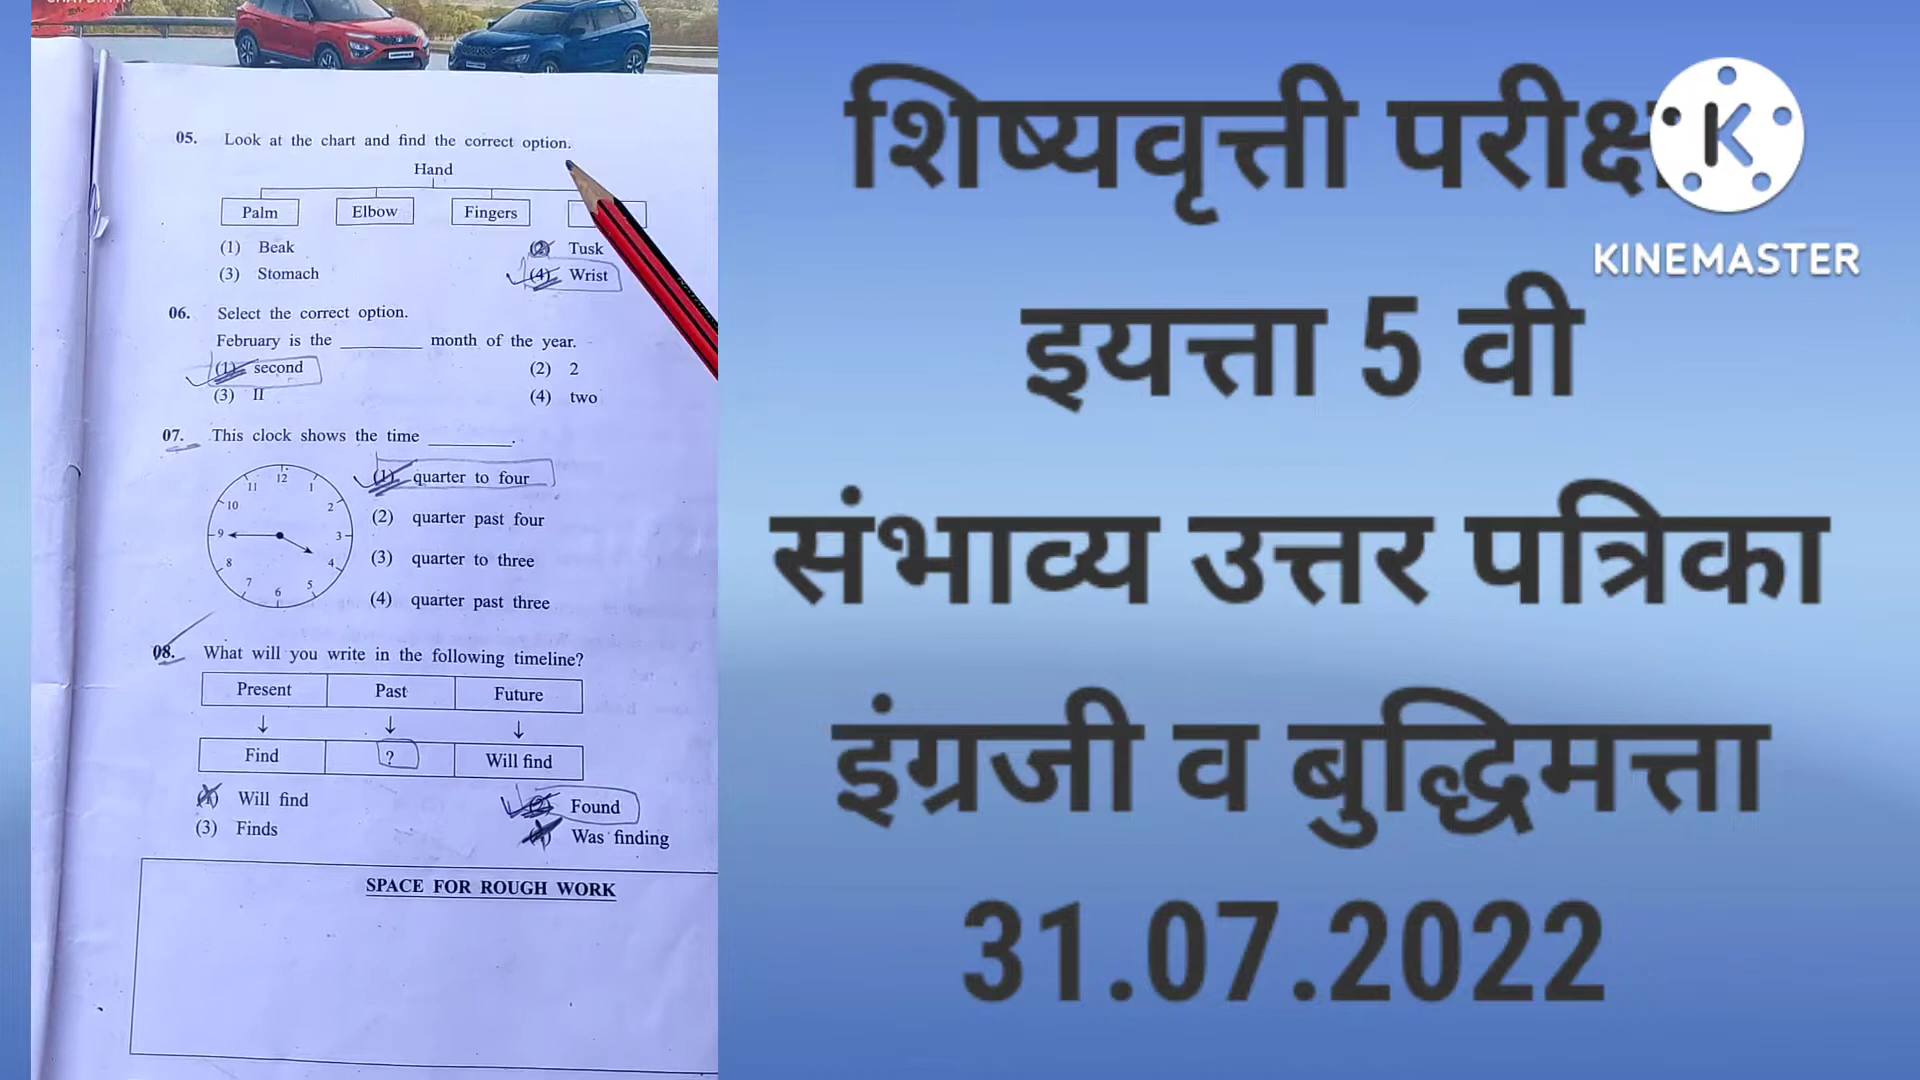 05. Look at the chart and find the correct option.
Hand
Palm Elbow Fingers
(1) Beak (2) Tusk
(3) Stomach (4) Wrist
06. Select the correct option.
February is the ________ month of the year.
(1) second (2) 2
(3) II (4) two
07. This clock shows the time ________.
12
11 1
10 2
9 3
8 4
7 5
6
(1) quarter to four
(2) quarter past four
(3) quarter to three
(4) quarter past three
08. What will you write in the following timeline?
Present Past Future
Find ? Will find
(1) Will find (2) Found
(3) Finds (4) Was finding
SPACE FOR ROUGH WORK
शिष्यवृत्ती परीक्ष
इयत्ता 5 वी
संभाव्य उत्तर पत्रिका
इंग्रजी व बुद्धिमत्ता
31.07.2022
K
KINEMASTER